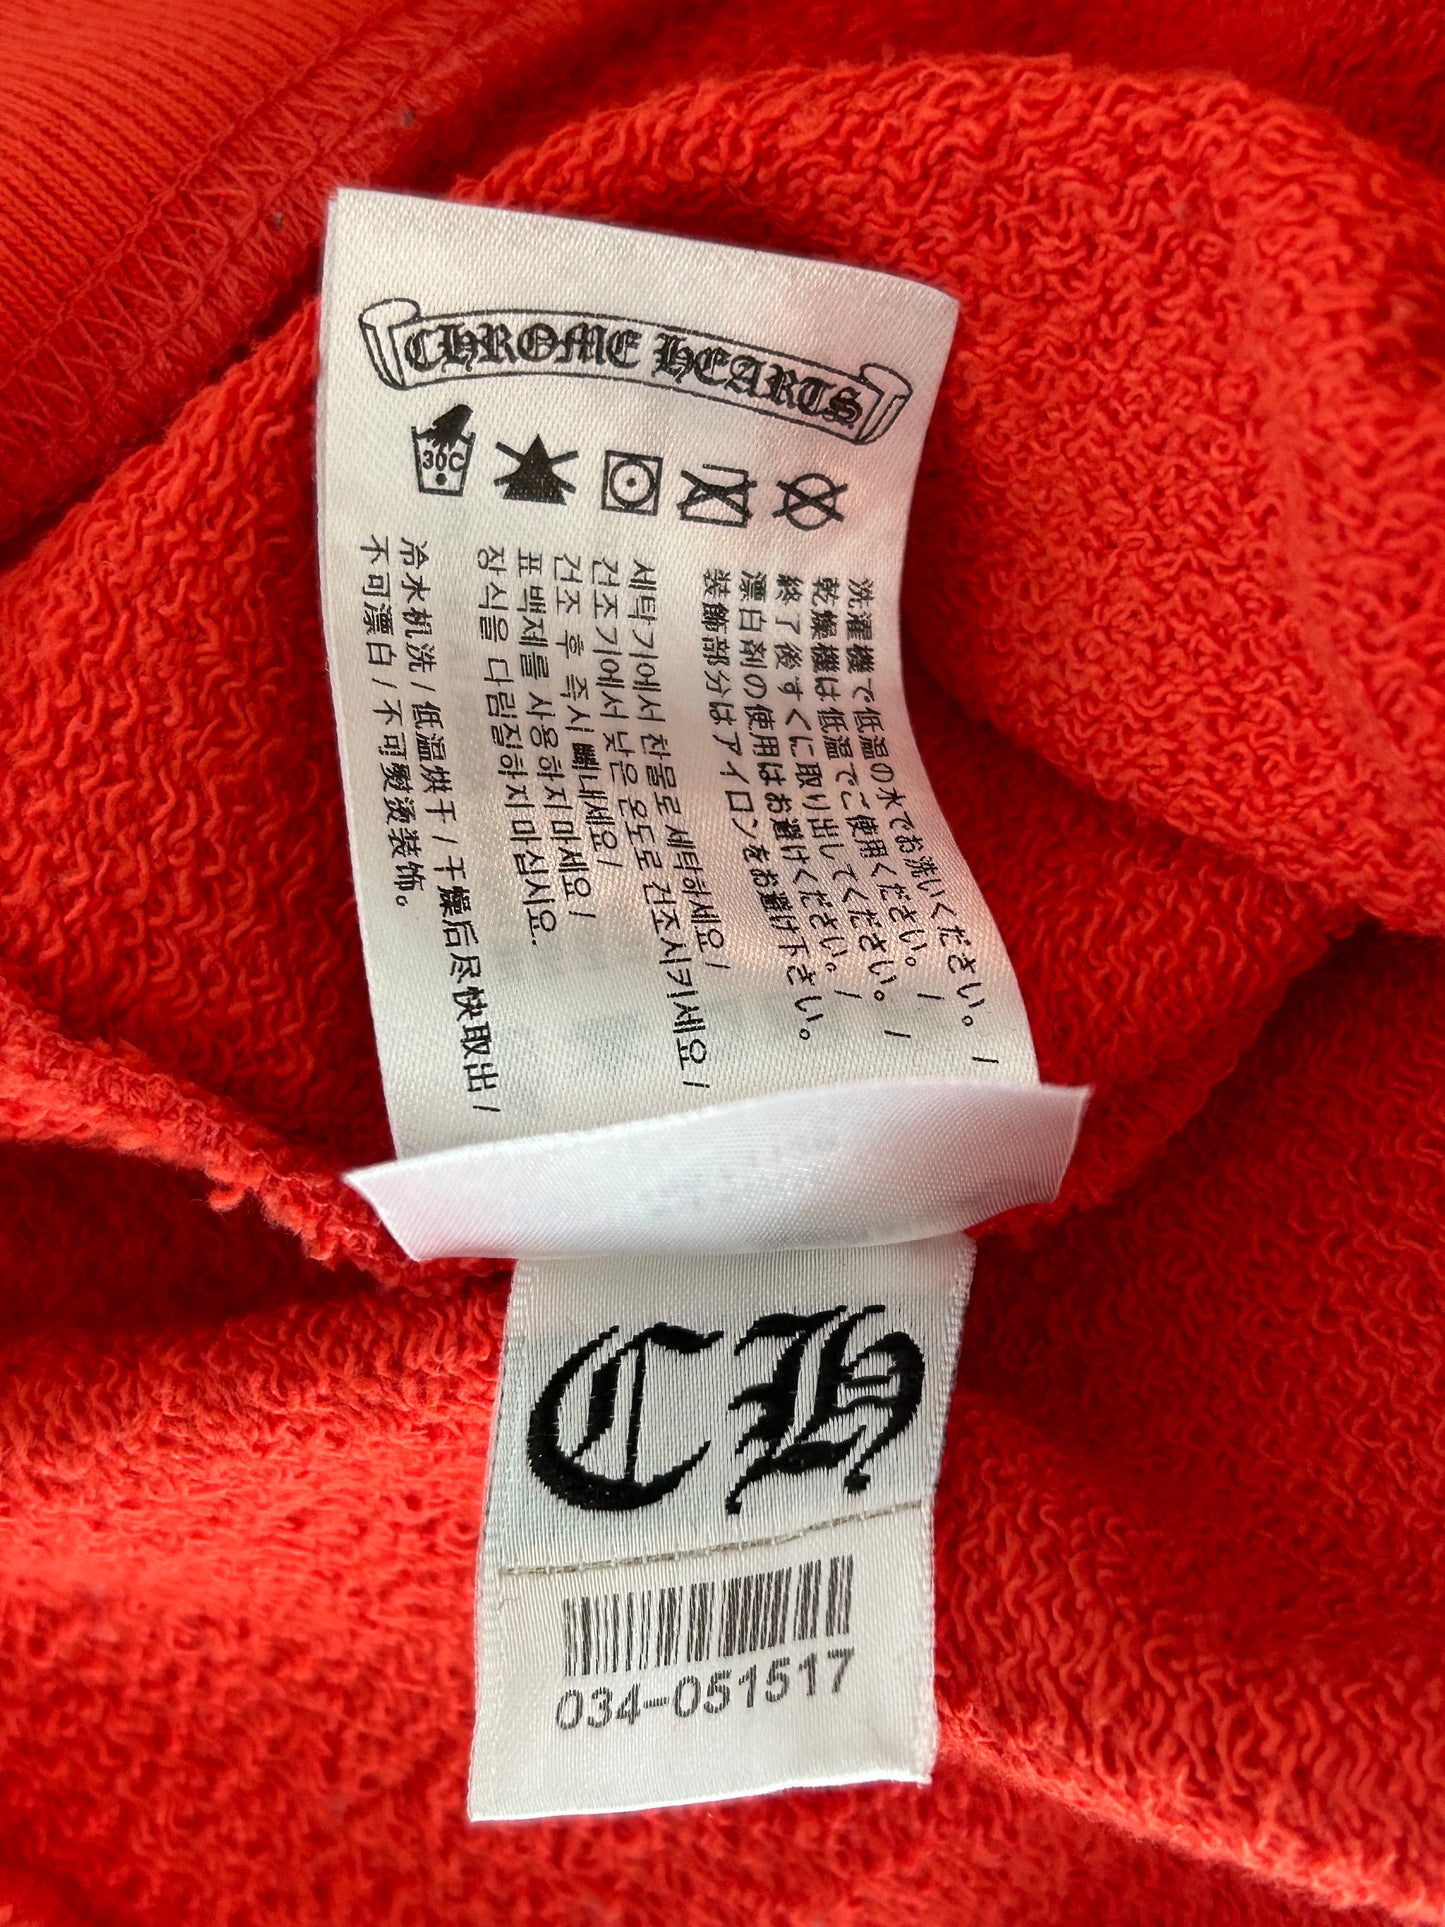 CHROME HEARTS
30C
洗濯機で低温の水でお洗いください。 /
乾燥機は低温でご使用ください。 /
終了後すぐに取り出してください。 /
漂白剤の使用はお避けください。 /
装飾部分はアイロンをお避け下さい。
세탁기에서 찬물로 세탁하세요 /
건조기에서 낮은 온도로 건조시키세요 /
건조 후 즉시 빼내세요 /
표백제를 사용하지 마세요 /
장식을 다림질하지 마십시요.
冷水机洗 / 低温烘干 / 干燥后尽快取出 /
不可漂白 / 不可熨烫装饰。
CH
034-051517